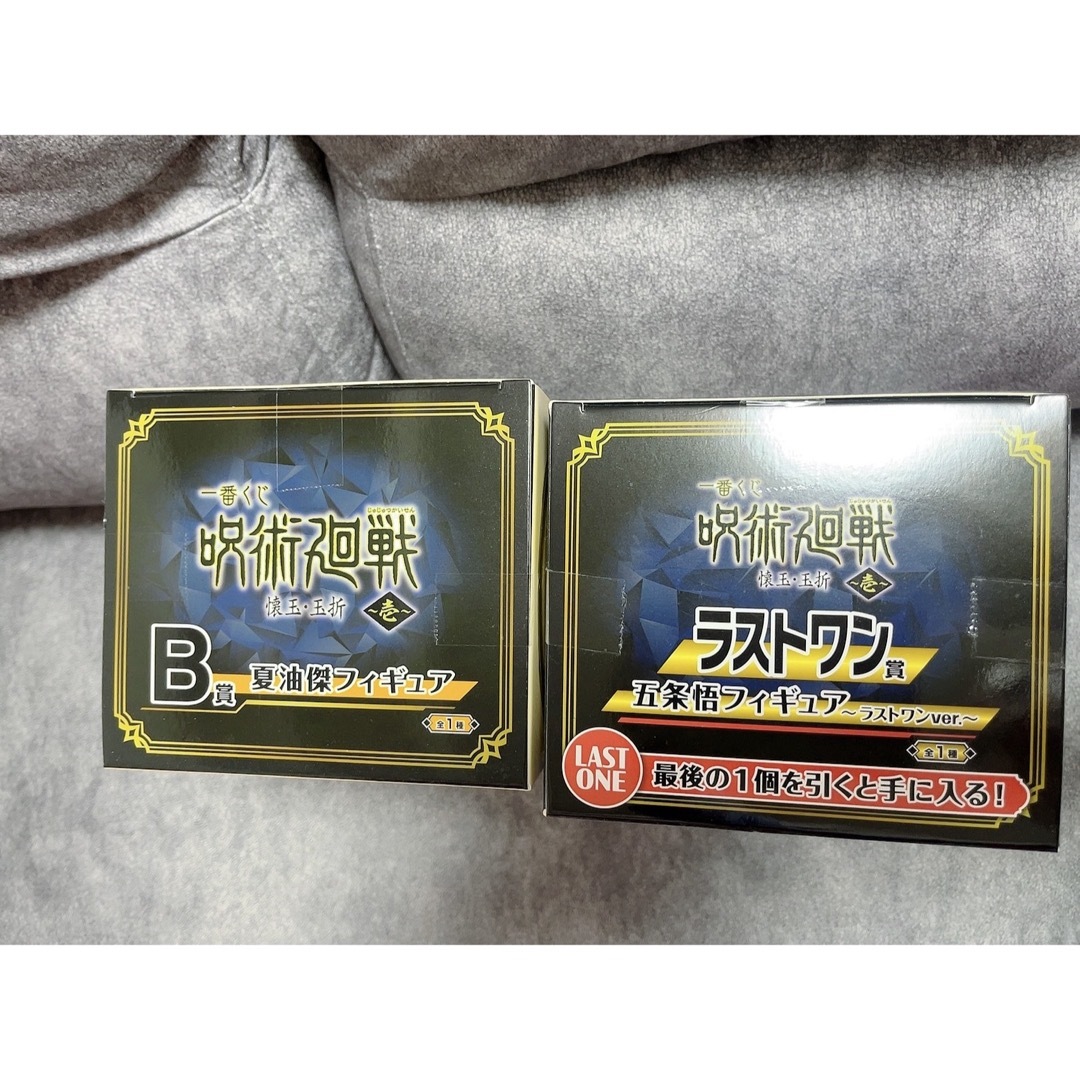 一番くじ
じゅじゅつかいせん
呪術廻戦
懐玉・玉折
～壱～
B賞
夏油傑フィギュア
全1種
一番くじ
じゅじゅつかいせん
呪術廻戦
懐玉・玉折
～壱～
ラストワン賞
五条悟フィギュア～ラストワンver.～
全1種
LAST
ONE
最後の1個を引くと手に入る！